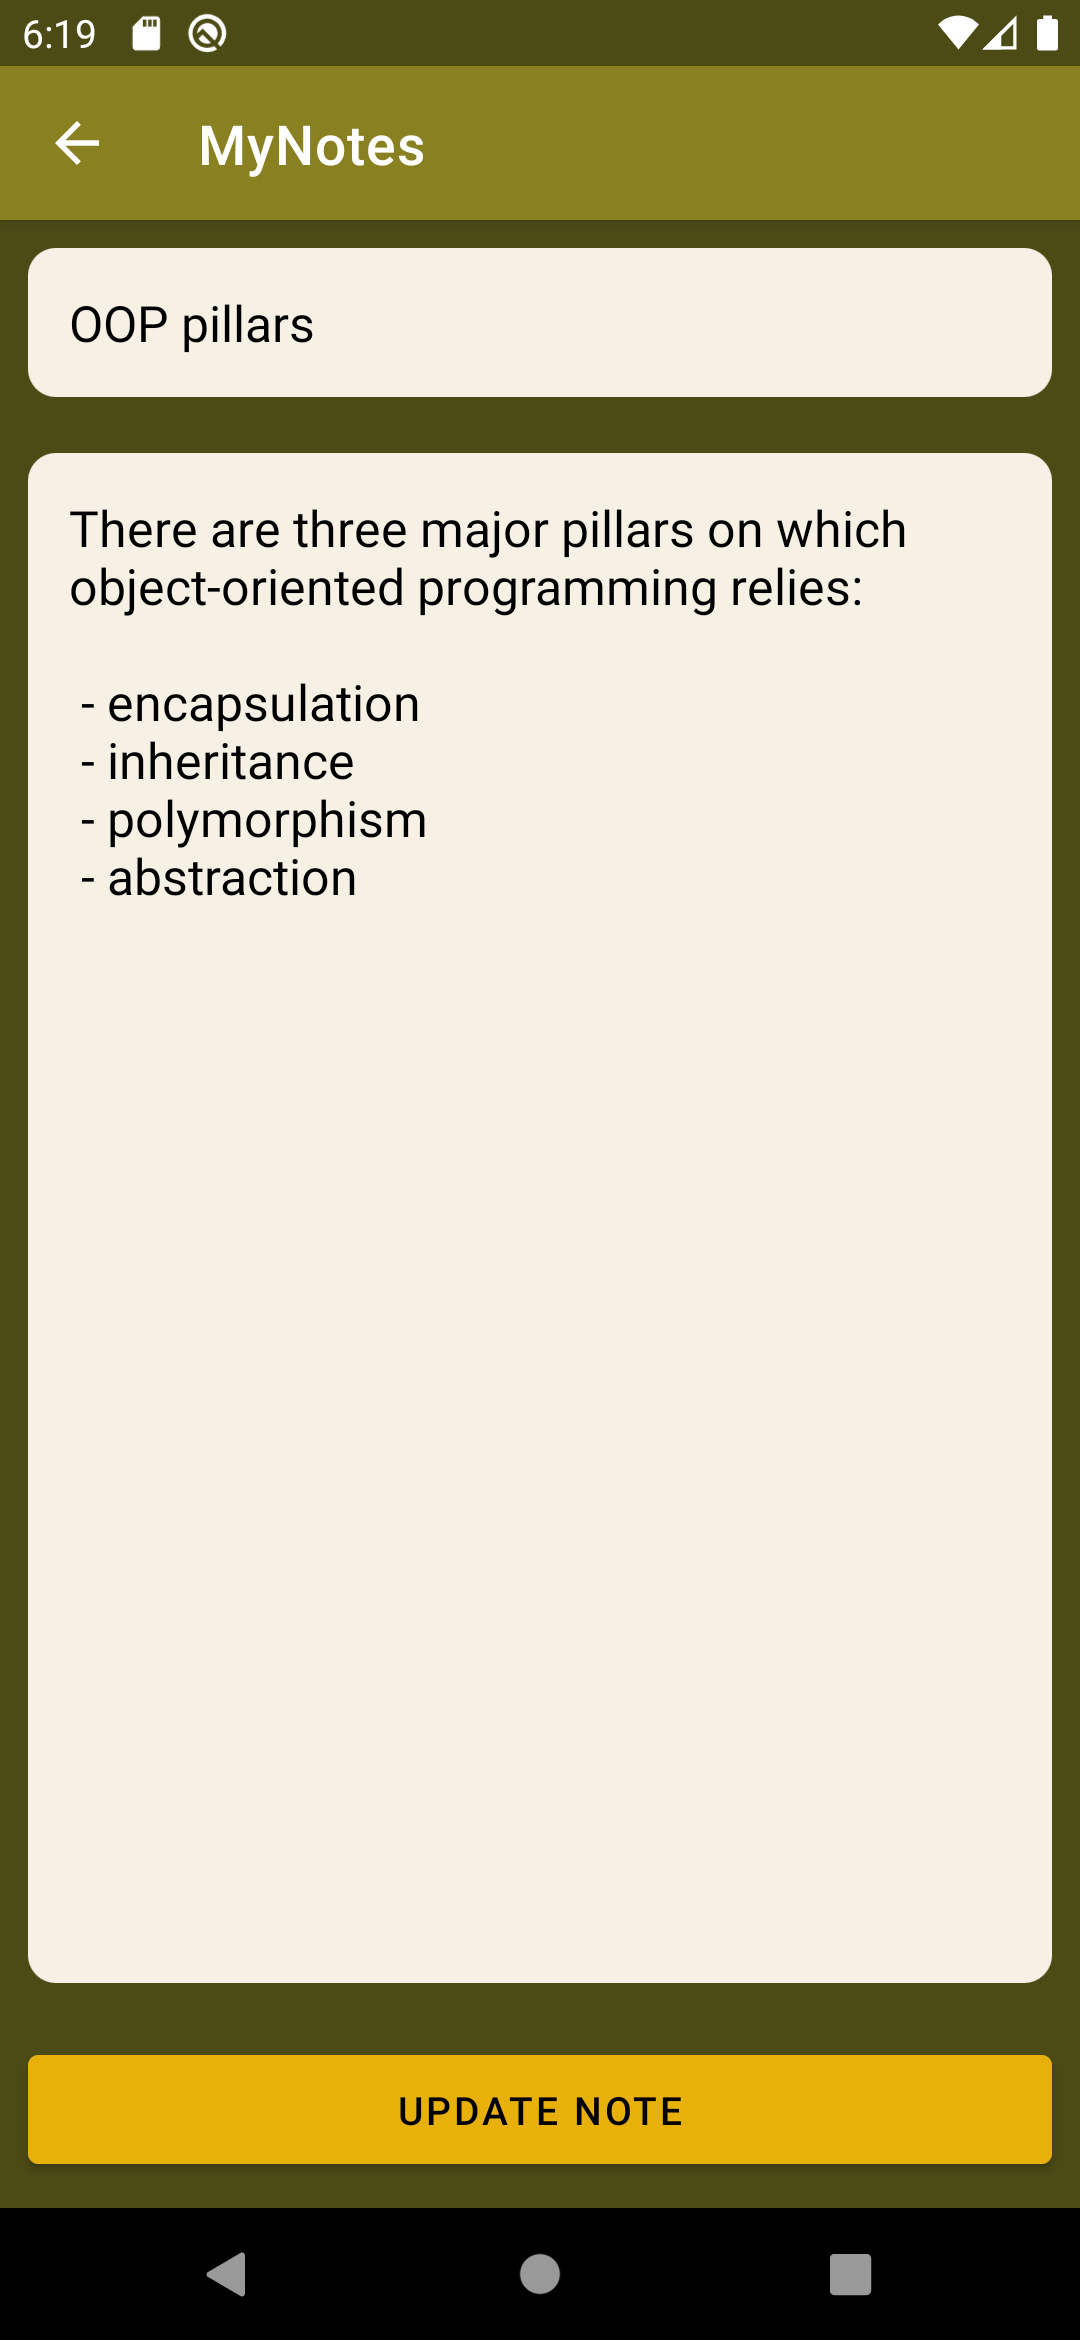 6:19
MyNotes
OOP pillars
There are three major pillars on which
object-oriented programming relies:
- encapsulation
- inheritance
- polymorphism
- abstraction
UPDATE NOTE